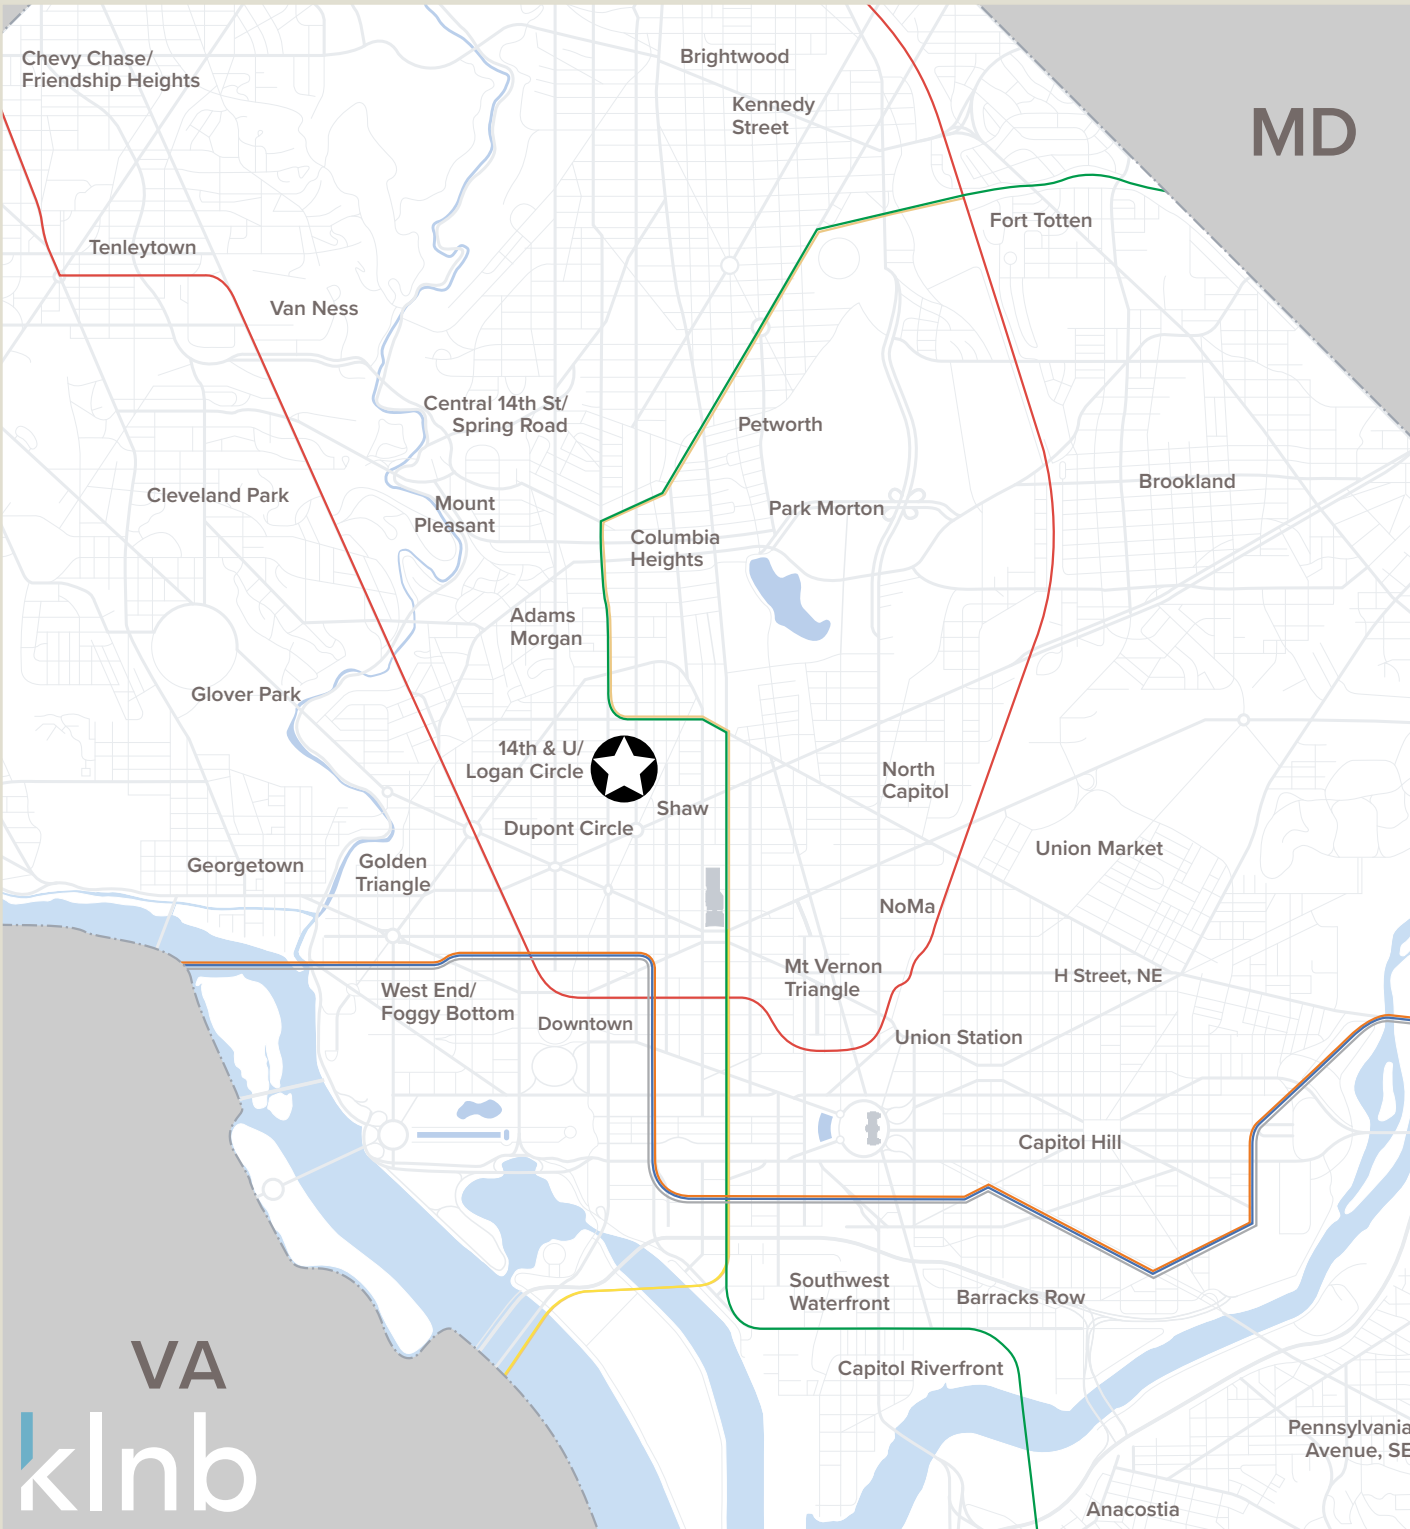 Chevy Chase/
Friendship Heights
Brightwood
Kennedy
Street
MD
Fort Totten
Tenleytown
Van Ness
Central 14th St/
Spring Road
Petworth
Brookland
Cleveland Park
Mount
Pleasant
Park Morton
Columbia
Heights
Adams
Morgan
Glover Park
14th & U/
Logan Circle
North
Capitol
Shaw
Dupont Circle
Union Market
Georgetown
Golden
Triangle
NoMa
Mt Vernon
Triangle
H Street, NE
West End/
Foggy Bottom
Downtown
Union Station
Capitol Hill
Southwest
Waterfront
Barracks Row
VA
Capitol Riverfront
klnb
Pennsylvania
Avenue, SE
Anacostia